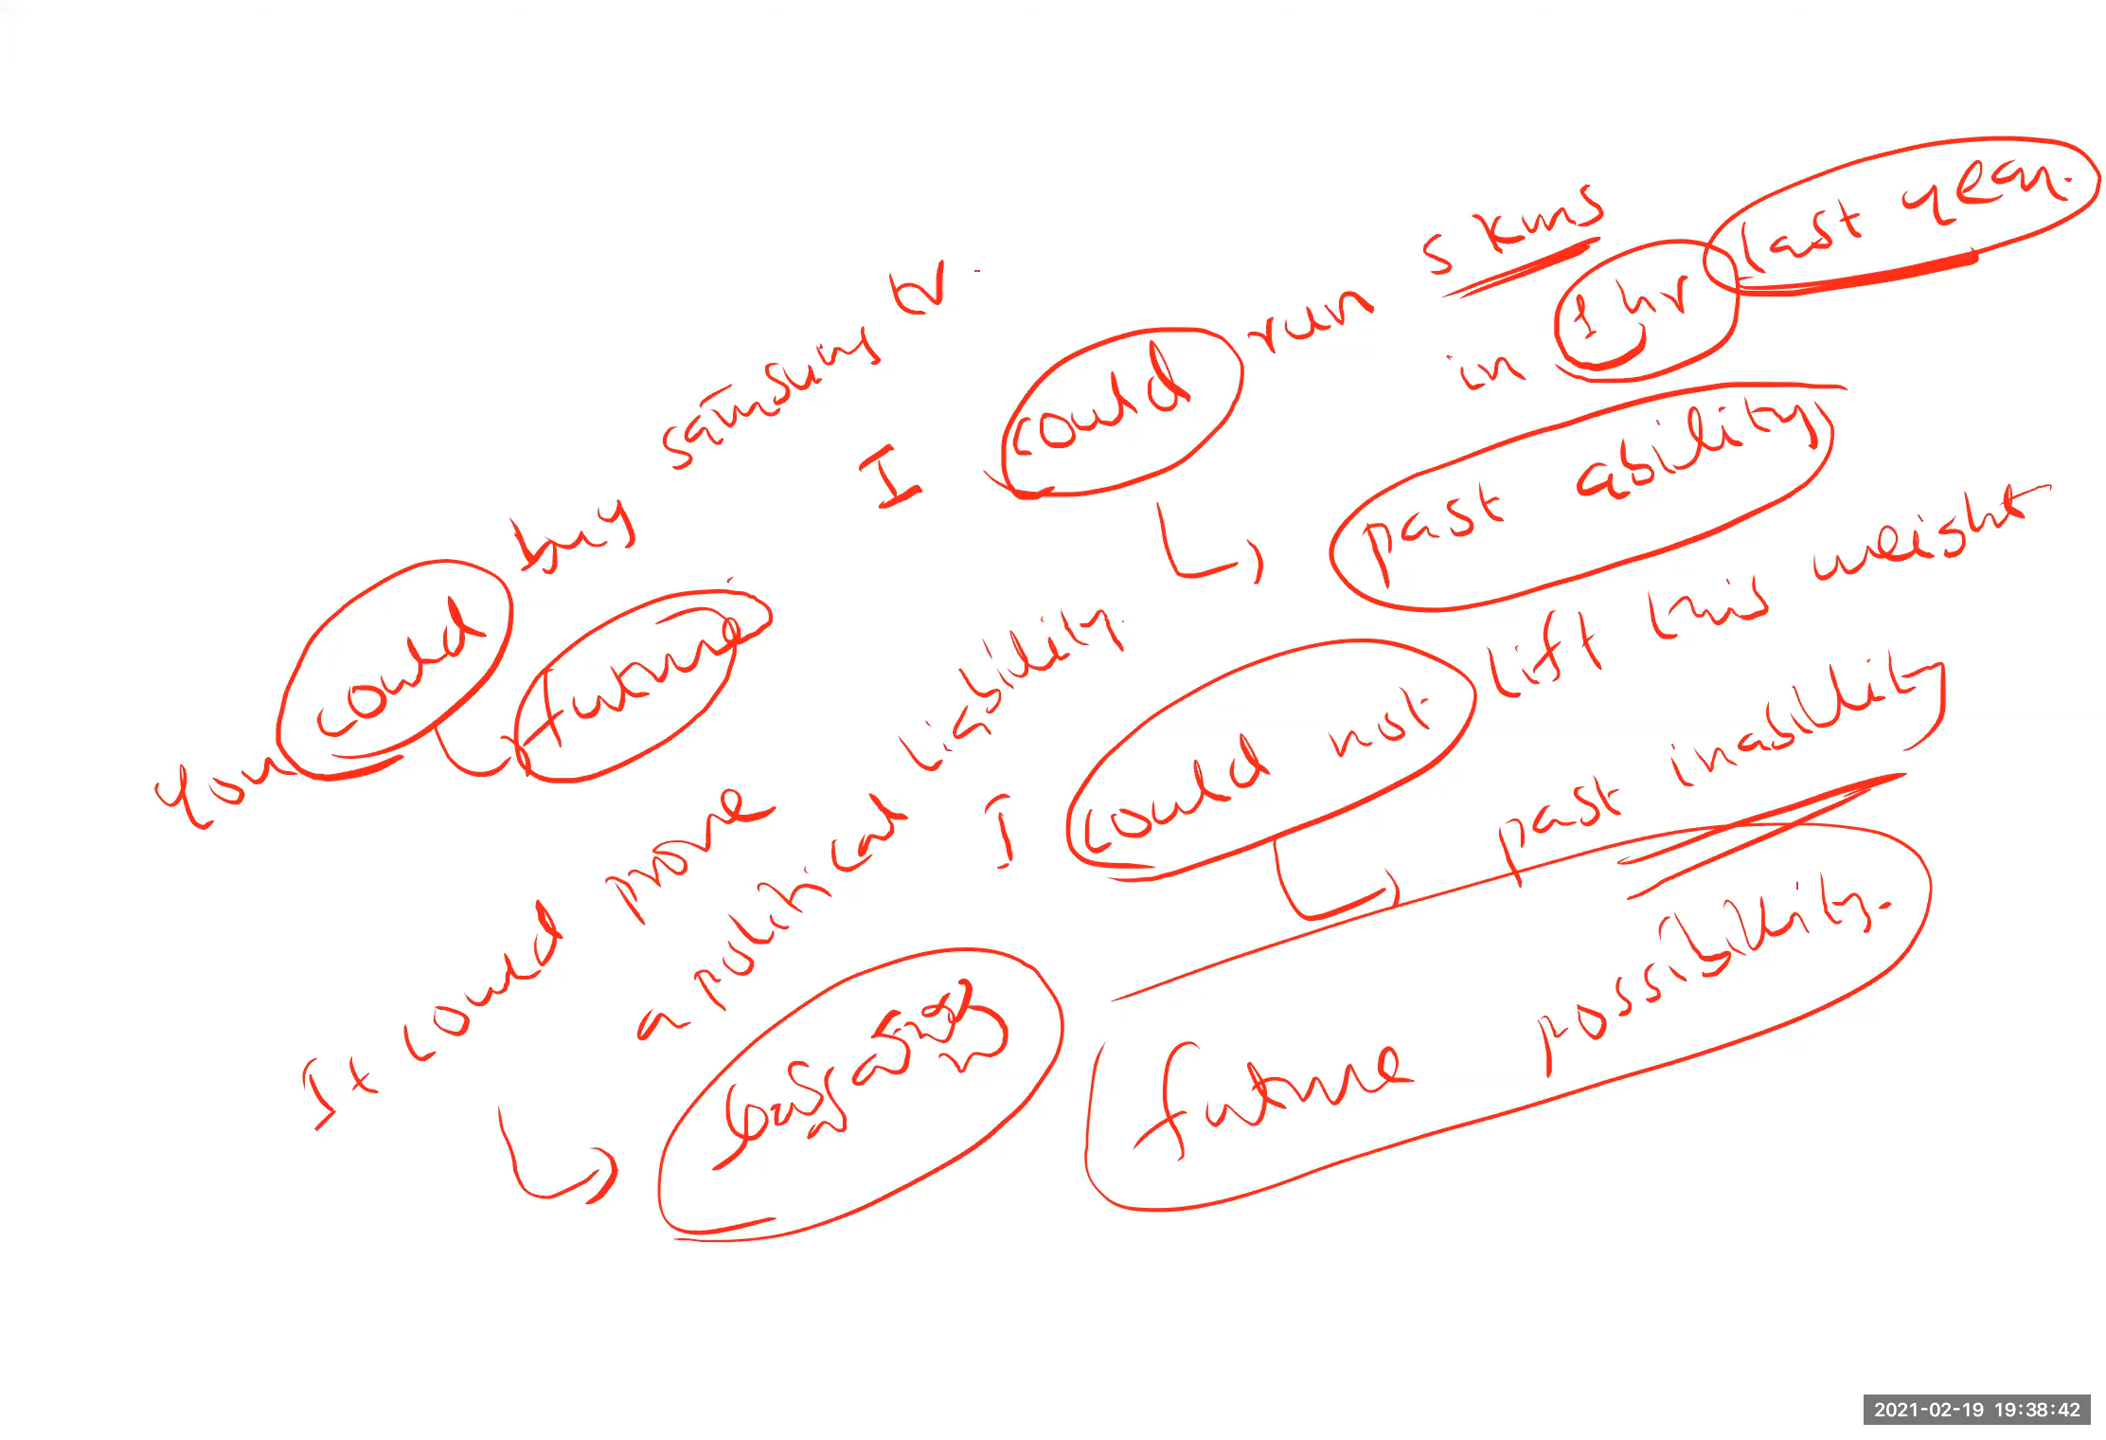 You could buy samsung tv.
future
I could run 5 kms
in 1 hr last year.
past ability
It could prove
a political liability.
I could not lift this weight
past inability
future possibility.
2021-02-19 19:38:42